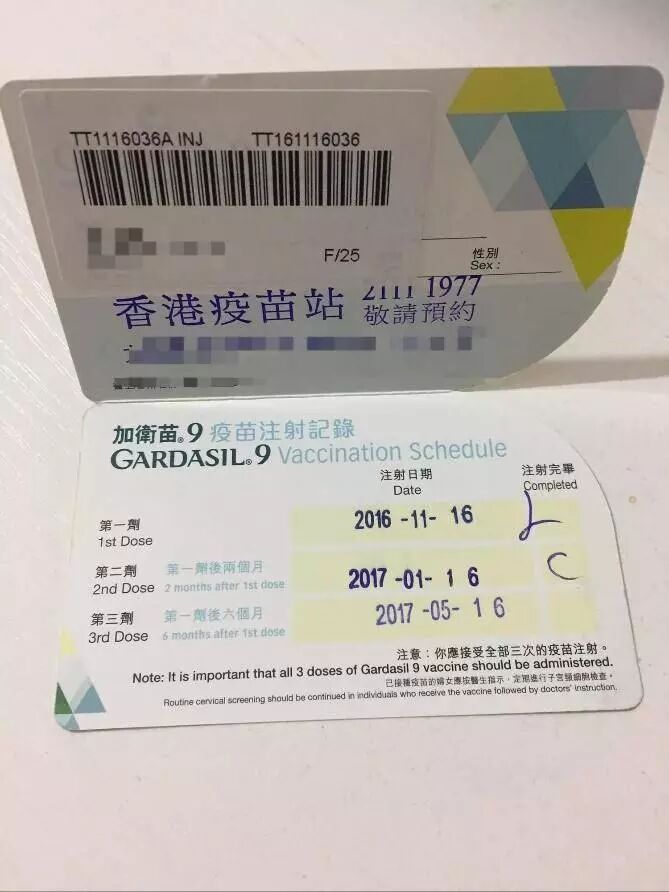 TT1116036A INJ TT161116036
F/25
性別
Sex :
香港疫苗站 2111 1977
敬請預約
加衛苗®9 疫苗注射記錄
GARDASIL®9 Vaccination Schedule
注射日期 注射完畢
Date Completed
第一劑 2016 -11- 16
1st Dose
第二劑 第一劑後兩個月 2017 -01- 1 6
2nd Dose 2 months after 1st dose
第三劑 第一劑後六個月 2017 -05- 1 6
3rd Dose 6 months after 1st dose
注意：你應接受全部三次的疫苗注射。
Note: It is important that all 3 doses of Gardasil 9 vaccine should be administered.
已接種疫苗的婦女應按醫生指示，定期進行子宮頸細胞檢查。
Routine cervical screening should be continued in individuals who receive the vaccine followed by doctors' instruction.